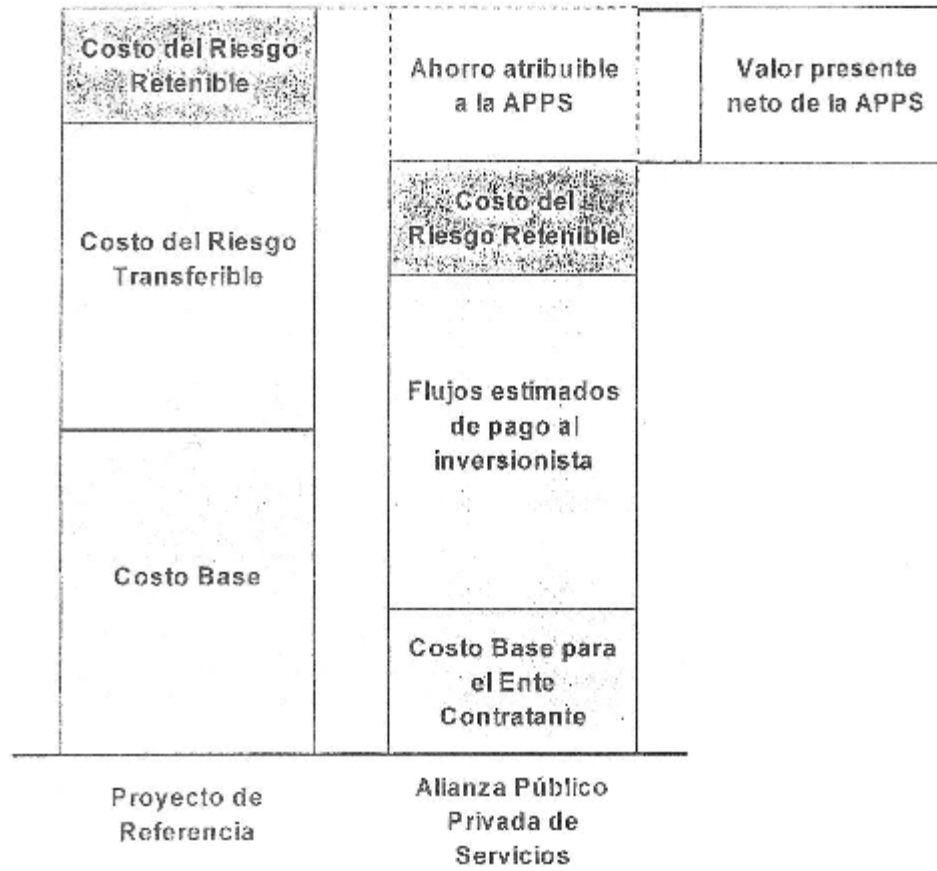 Costo del Riesgo
Retenible
Costo del Riesgo
Transferible
Costo Base
Proyecto de
Referencia
Ahorro atribuible
a la APPS
Costo del
Riesgo Retenible
Flujos estimados
de pago al
inversionista
Costo Base para
el Ente
Contratante
Alianza Público
Privada de
Servicios
Valor presente
neto de la APPS